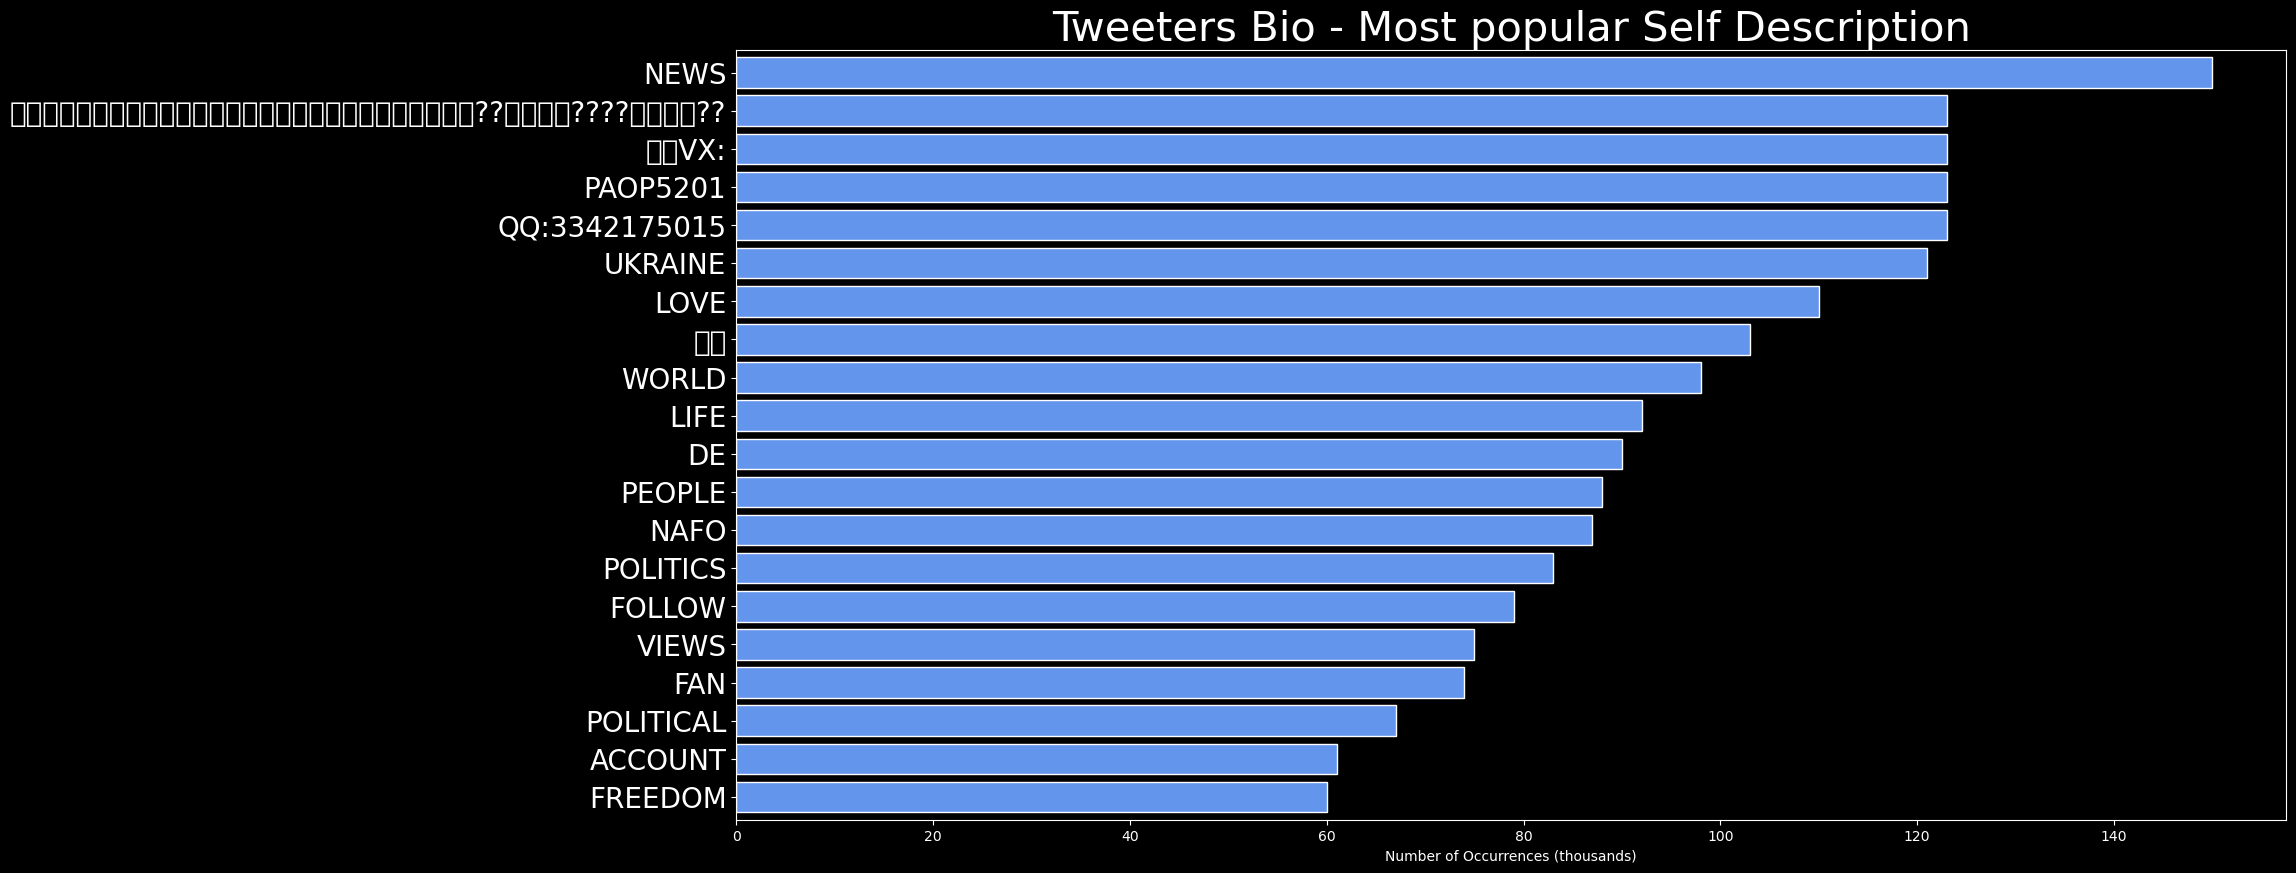 Tweeters Bio - Most popular Self Description
NEWS
VX:
PAOP5201
QQ:3342175015
UKRAINE
LOVE
WORLD
LIFE
DE
PEOPLE
NAFO
POLITICS
FOLLOW
VIEWS
FAN
POLITICAL
ACCOUNT
FREEDOM
0 20 40 60 80 100 120 140
Number of Occurrences (thousands)